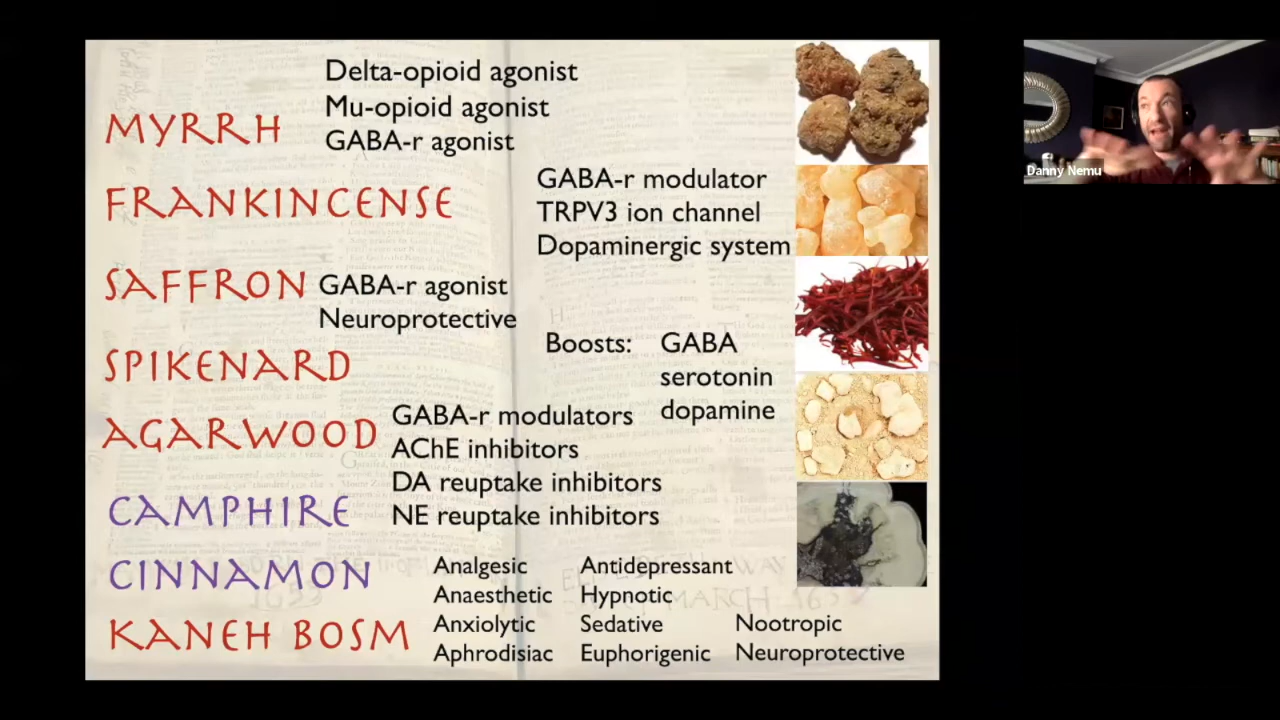 Delta-opioid agonist
Mu-opioid agonist
MYRRH
GABA-r agonist
GABA-r modulator
FRANKINCENSE
TRPV3 ion channel
Dopaminergic system
SAFFRON
GABA-r agonist
Neuroprotective
Boosts: GABA
serotonin
dopamine
SPIKENARD
AGARWOOD
GABA-r modulators
AChE inhibitors
DA reuptake inhibitors
NE reuptake inhibitors
CAMPHIRE
CINNAMON
KANEH BOSM
Analgesic
Anaesthetic
Anxiolytic
Aphrodisiac
Antidepressant
Hypnotic
Sedative
Euphorigenic
Nootropic
Neuroprotective
Danny Nemu